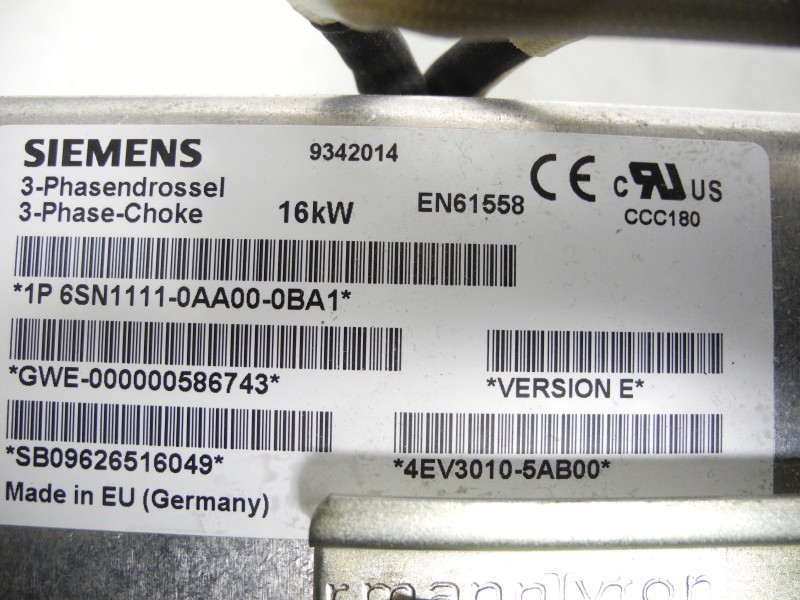 SIEMENS 9342014
3-Phasendrossel
3-Phase-Choke 16kW EN61558 CE c UR US
CCC180
*1P 6SN1111-0AA00-0BA1*
*GWE-000000586743* *VERSION E*
*SB09626516049* *4EV3010-5AB00*
Made in EU (Germany)